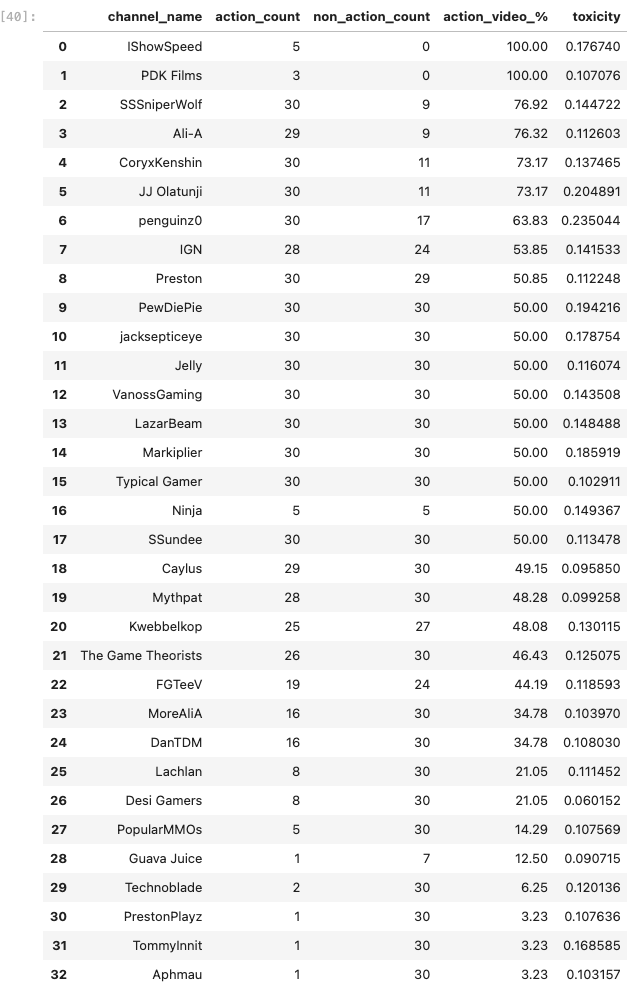 [40]: channel_name action_count non_action_count action_video_% toxicity
0 IShowSpeed 5 0 100.00 0.176740
1 PDK Films 3 0 100.00 0.107076
2 SSSniperWolf 30 9 76.92 0.144722
3 Ali-A 29 9 76.32 0.112603
4 CoryxKenshin 30 11 73.17 0.137465
5 JJ Olatunji 30 11 73.17 0.204891
6 penguinz0 30 17 63.83 0.235044
7 IGN 28 24 53.85 0.141533
8 Preston 30 29 50.85 0.112248
9 PewDiePie 30 30 50.00 0.194216
10 jacksepticeye 30 30 50.00 0.178754
11 Jelly 30 30 50.00 0.116074
12 VanossGaming 30 30 50.00 0.143508
13 LazarBeam 30 30 50.00 0.148488
14 Markiplier 30 30 50.00 0.185919
15 Typical Gamer 30 30 50.00 0.102911
16 Ninja 5 5 50.00 0.149367
17 SSundee 30 30 50.00 0.113478
18 Caylus 29 30 49.15 0.095850
19 Mythpat 28 30 48.28 0.099258
20 Kwebbelkop 25 27 48.08 0.130115
21 The Game Theorists 26 30 46.43 0.125075
22 FGTeeV 19 24 44.19 0.118593
23 MoreAliA 16 30 34.78 0.103970
24 DanTDM 16 30 34.78 0.108030
25 Lachlan 8 30 21.05 0.111452
26 Desi Gamers 8 30 21.05 0.060152
27 PopularMMOs 5 30 14.29 0.107569
28 Guava Juice 1 7 12.50 0.090715
29 Technoblade 2 30 6.25 0.120136
30 PrestonPlayz 1 30 3.23 0.107636
31 TommyInnit 1 30 3.23 0.168585
32 Aphmau 1 30 3.23 0.103157